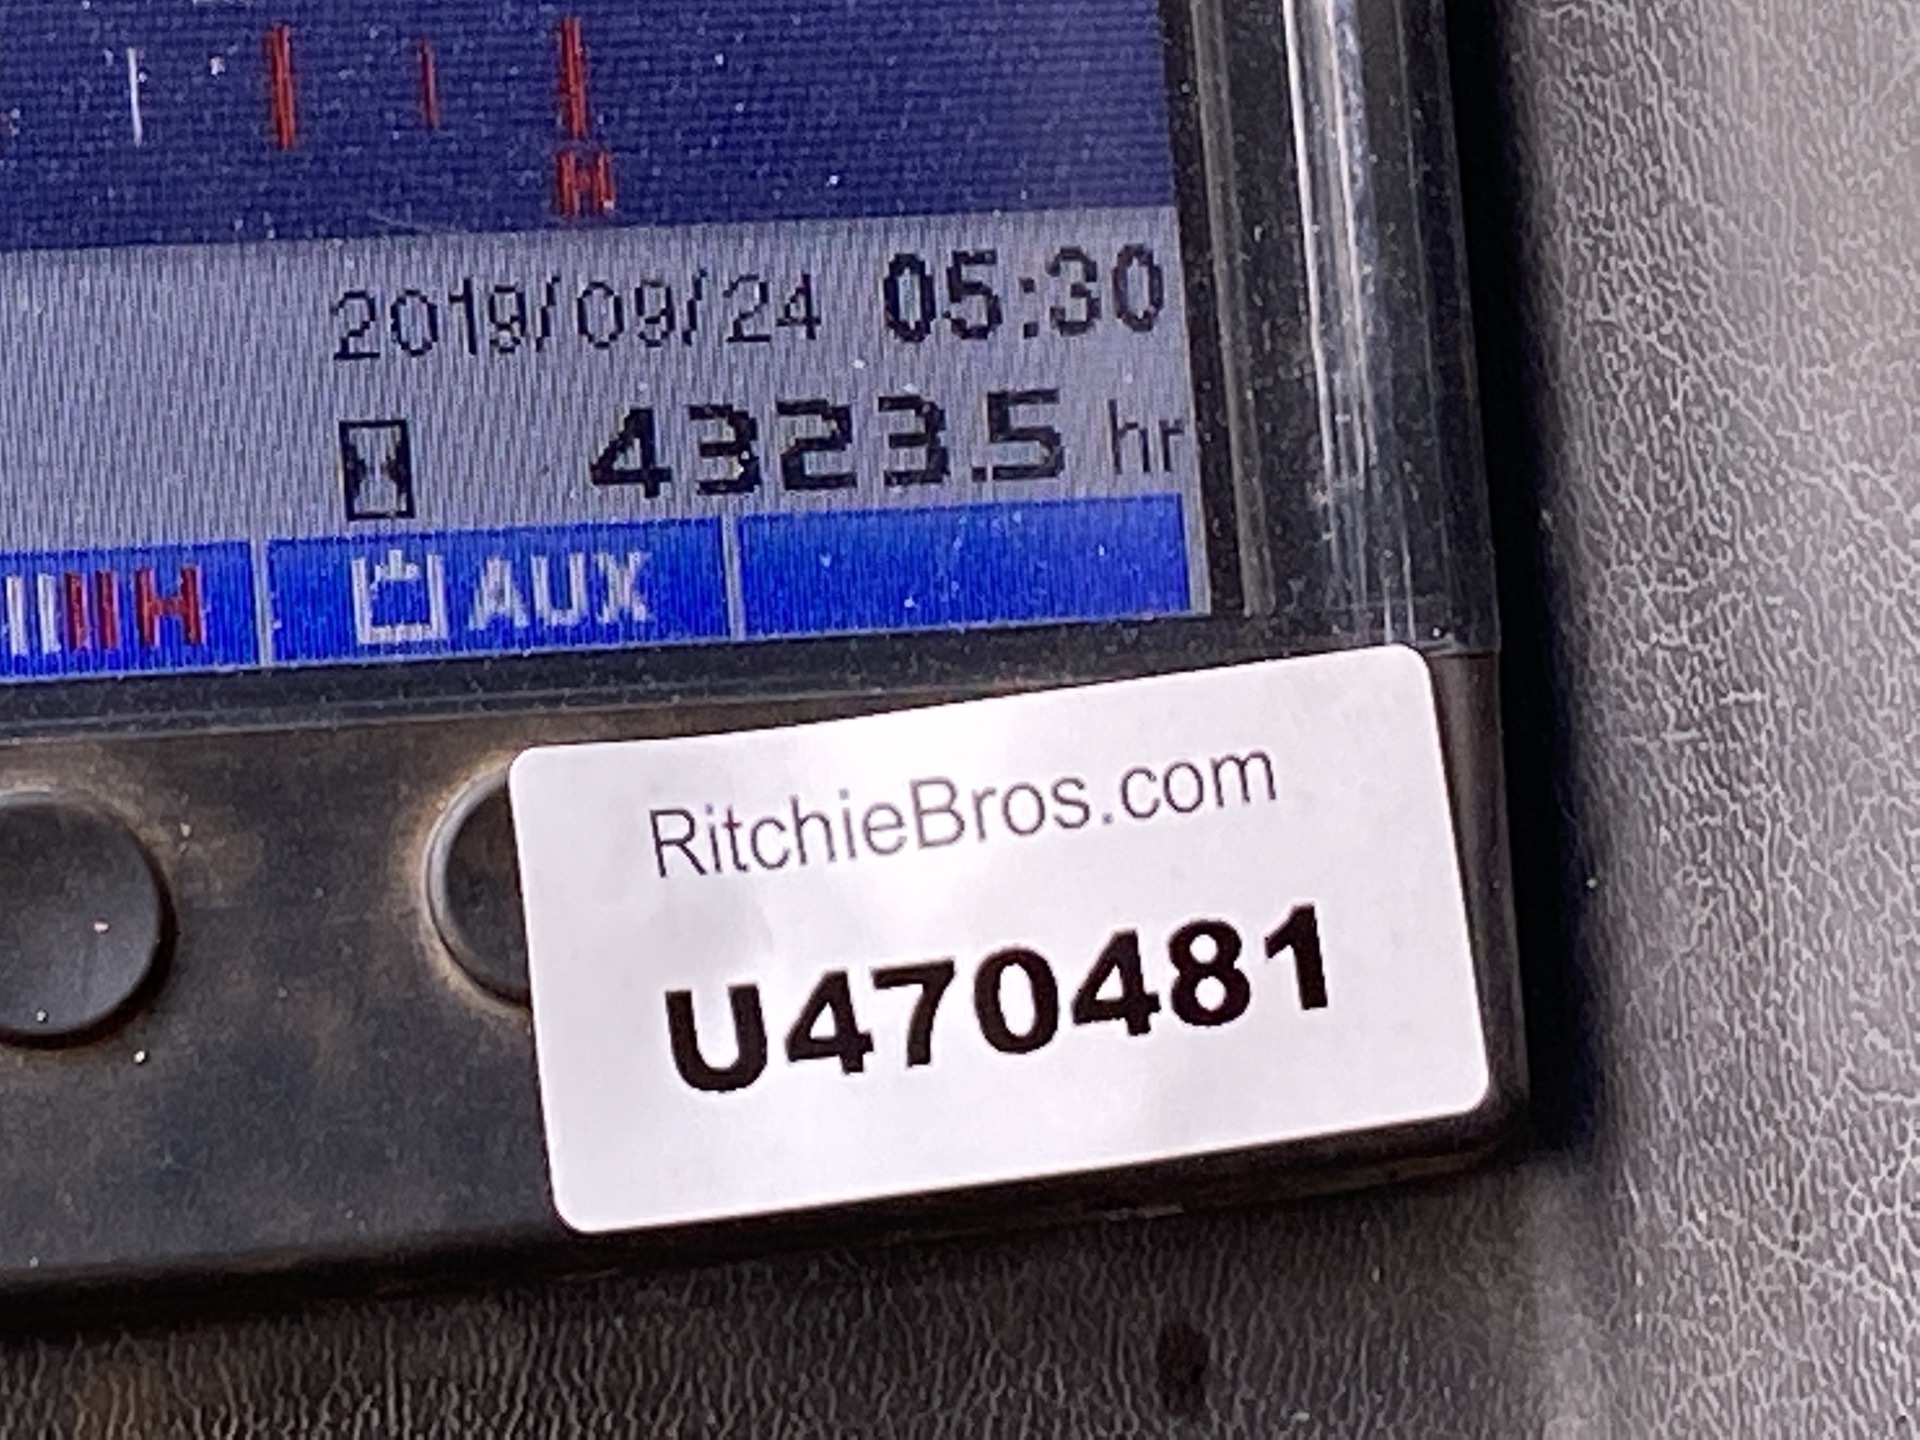 H
2019/09/24 05:30
4323.5 hr
H AUX
RitchieBros.com
U470481